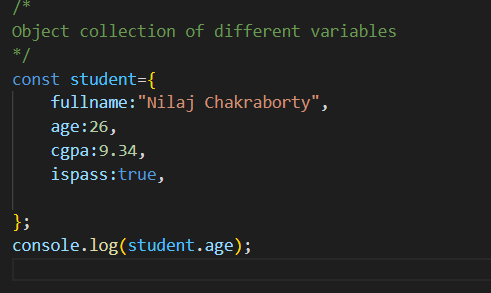 /*
Object collection of different variables
*/
const student={
    fullname:"Nilaj Chakraborty",
    age:26,
    cgpa:9.34,
    ispass:true,
};
console.log(student.age);